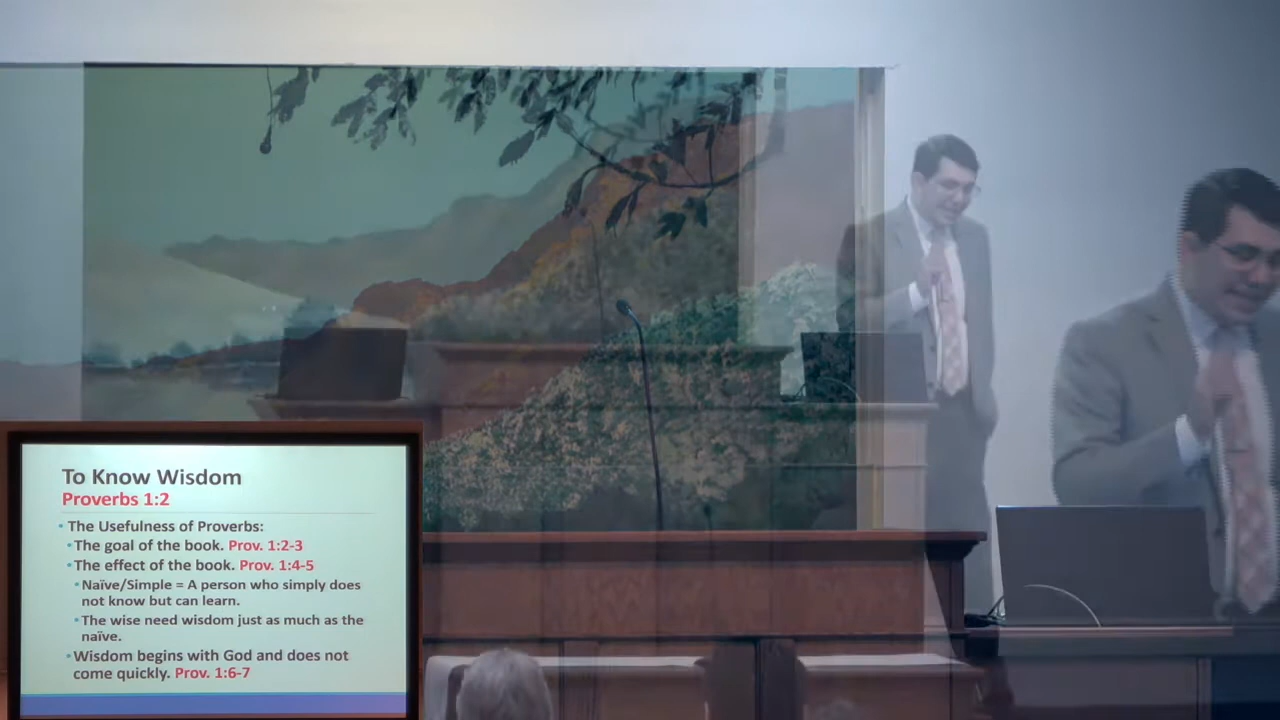 To Know Wisdom
Proverbs 1:2
• The Usefulness of Proverbs:
• The goal of the book. Prov. 1:2-3
• The effect of the book. Prov. 1:4-5
• Naïve/Simple = A person who simply does
not know but can learn.
• The wise need wisdom just as much as the
naïve.
• Wisdom begins with God and does not
come quickly. Prov. 1:6-7